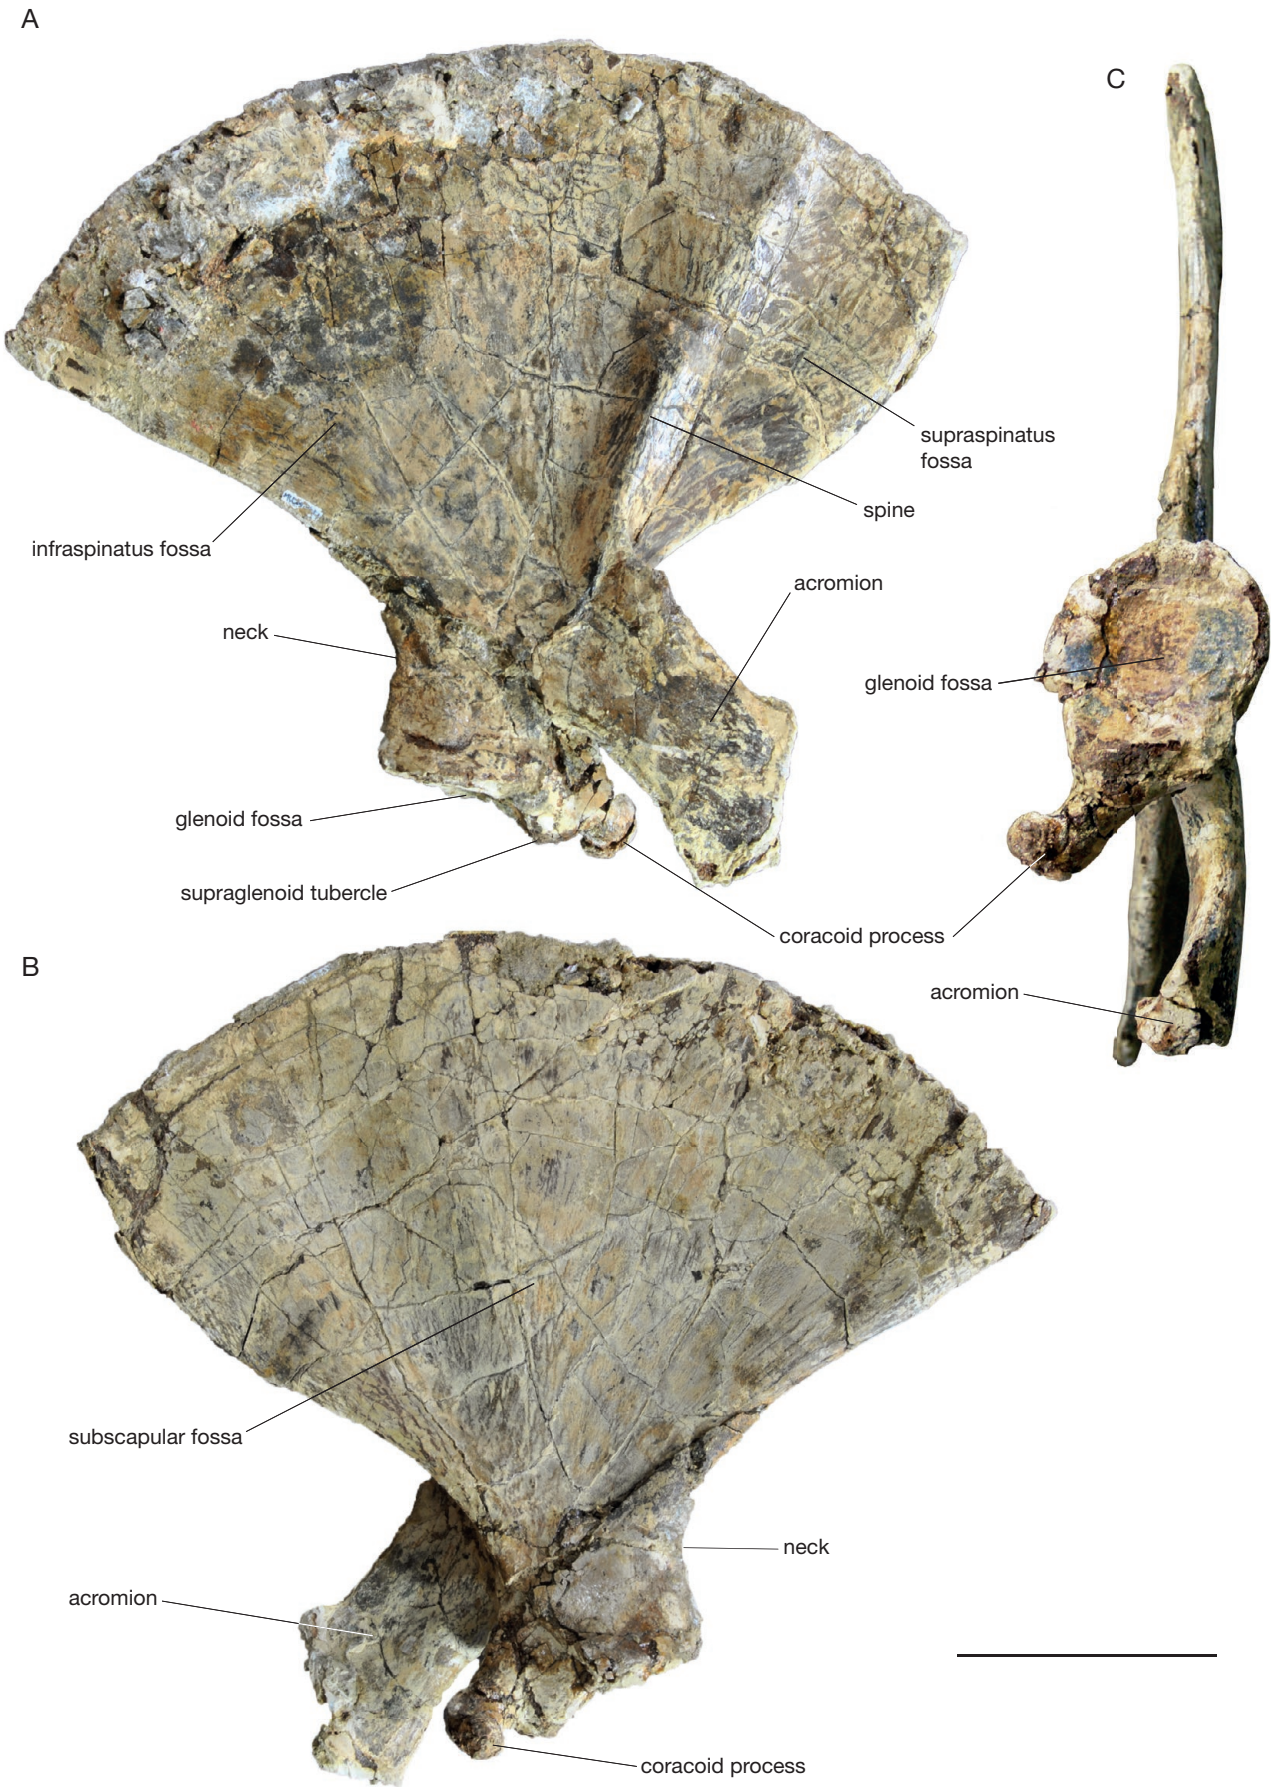 A
C
supraspinatus
fossa
spine
infraspinatus fossa
acromion
neck
glenoid fossa
glenoid fossa
supraglenoid tubercle
coracoid process
B
acromion
subscapular fossa
neck
acromion
coracoid process